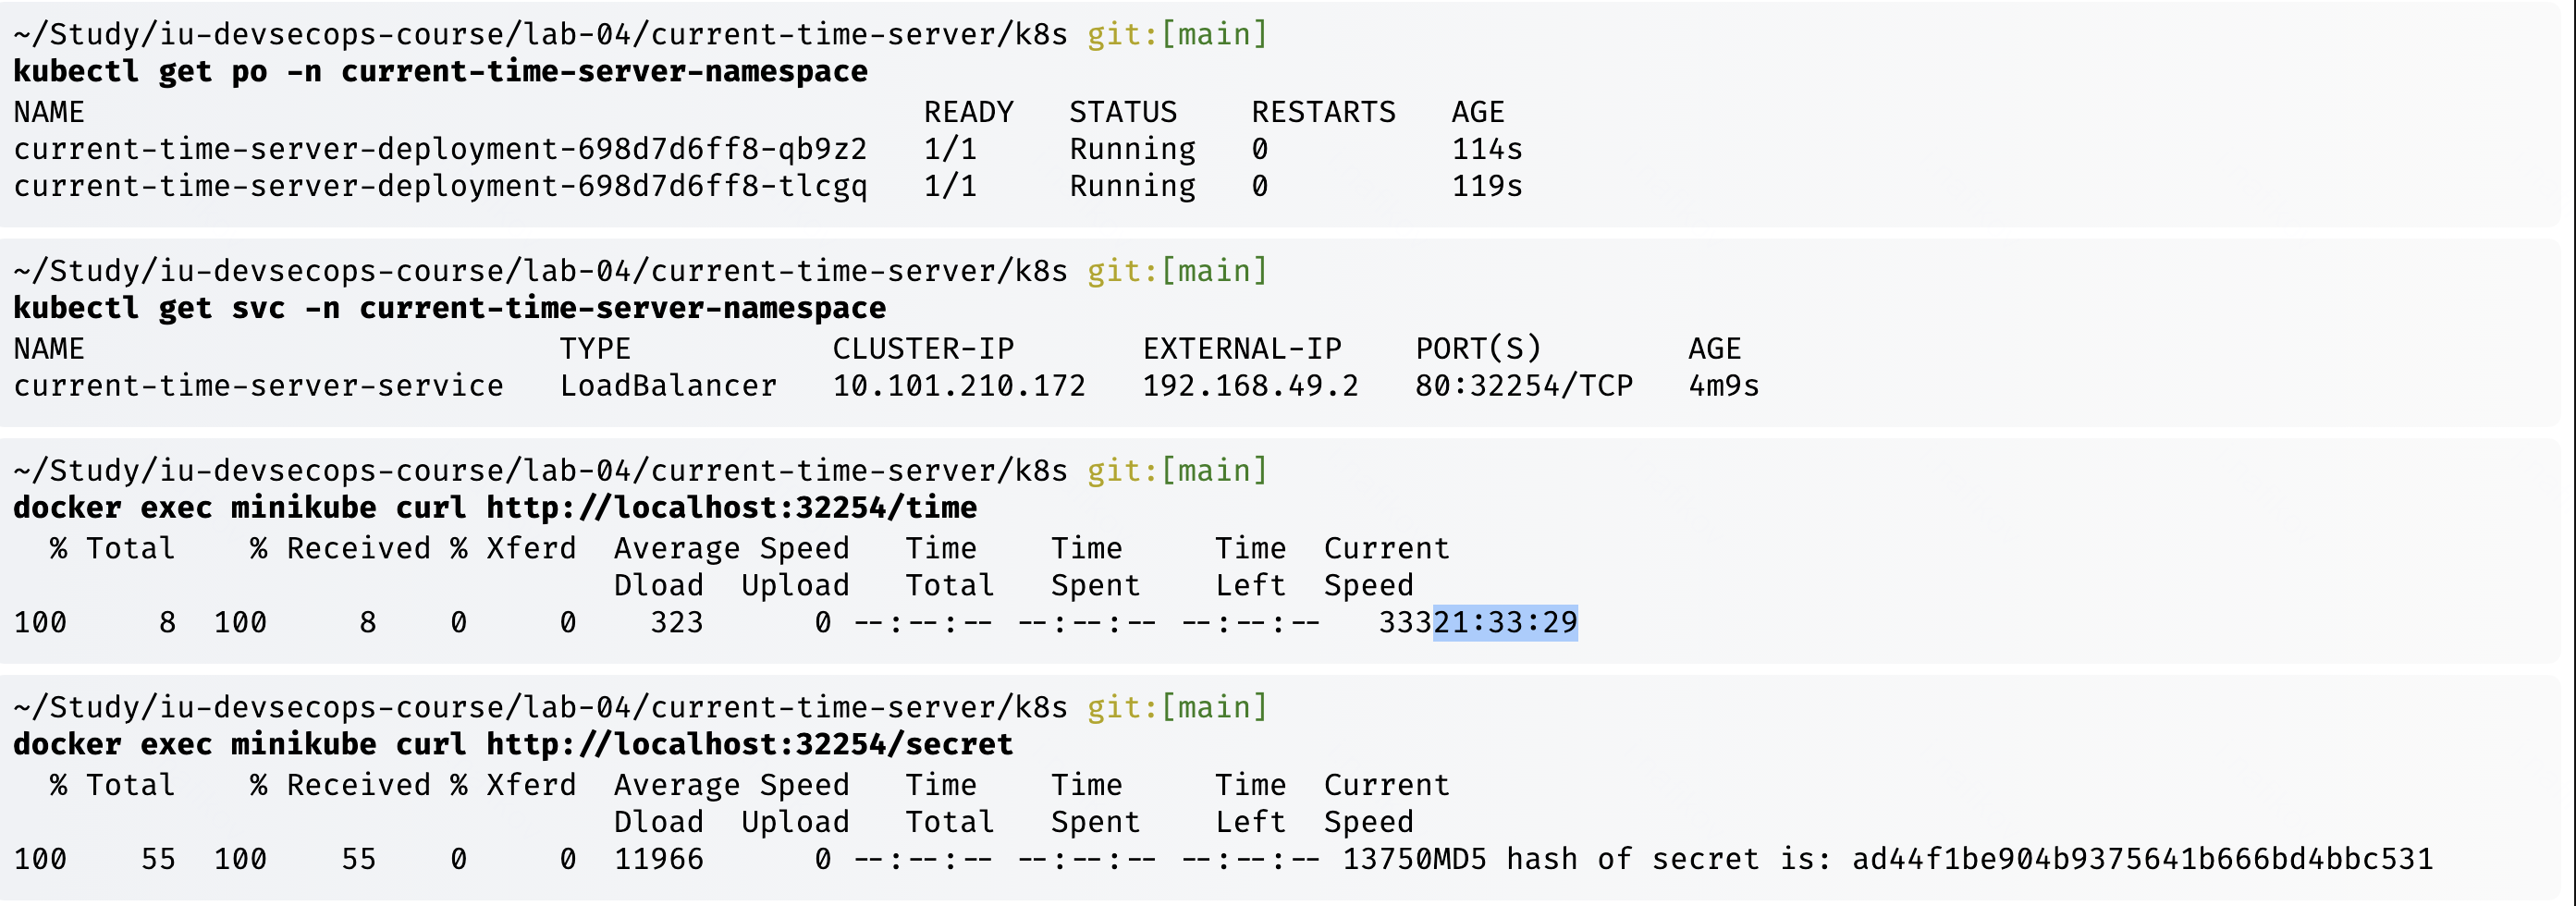 ~/Study/iu-devsecops-course/lab-04/current-time-server/k8s git:[main]
kubectl get po -n current-time-server-namespace
NAME                                              READY   STATUS    RESTARTS   AGE
current-time-server-deployment-698d7d6ff8-qb9z2   1/1     Running   0          114s
current-time-server-deployment-698d7d6ff8-tlcgq   1/1     Running   0          119s
~/Study/iu-devsecops-course/lab-04/current-time-server/k8s git:[main]
kubectl get svc -n current-time-server-namespace
NAME                          TYPE           CLUSTER-IP       EXTERNAL-IP    PORT(S)        AGE
current-time-server-service   LoadBalancer   10.101.210.172   192.168.49.2   80:32254/TCP   4m9s
~/Study/iu-devsecops-course/lab-04/current-time-server/k8s git:[main]
docker exec minikube curl http://localhost:32254/time
  % Total    % Received % Xferd  Average Speed   Time    Time     Time  Current
                                 Dload  Upload   Total   Spent    Left  Speed
100     8  100     8    0     0    323      0 --:--:-- --:--:-- --:--:--   33321:33:29
~/Study/iu-devsecops-course/lab-04/current-time-server/k8s git:[main]
docker exec minikube curl http://localhost:32254/secret
  % Total    % Received % Xferd  Average Speed   Time    Time     Time  Current
                                 Dload  Upload   Total   Spent    Left  Speed
100    55  100    55    0     0  11966      0 --:--:-- --:--:-- --:--:-- 13750MD5 hash of secret is: ad44f1be904b9375641b666bd4bbc531